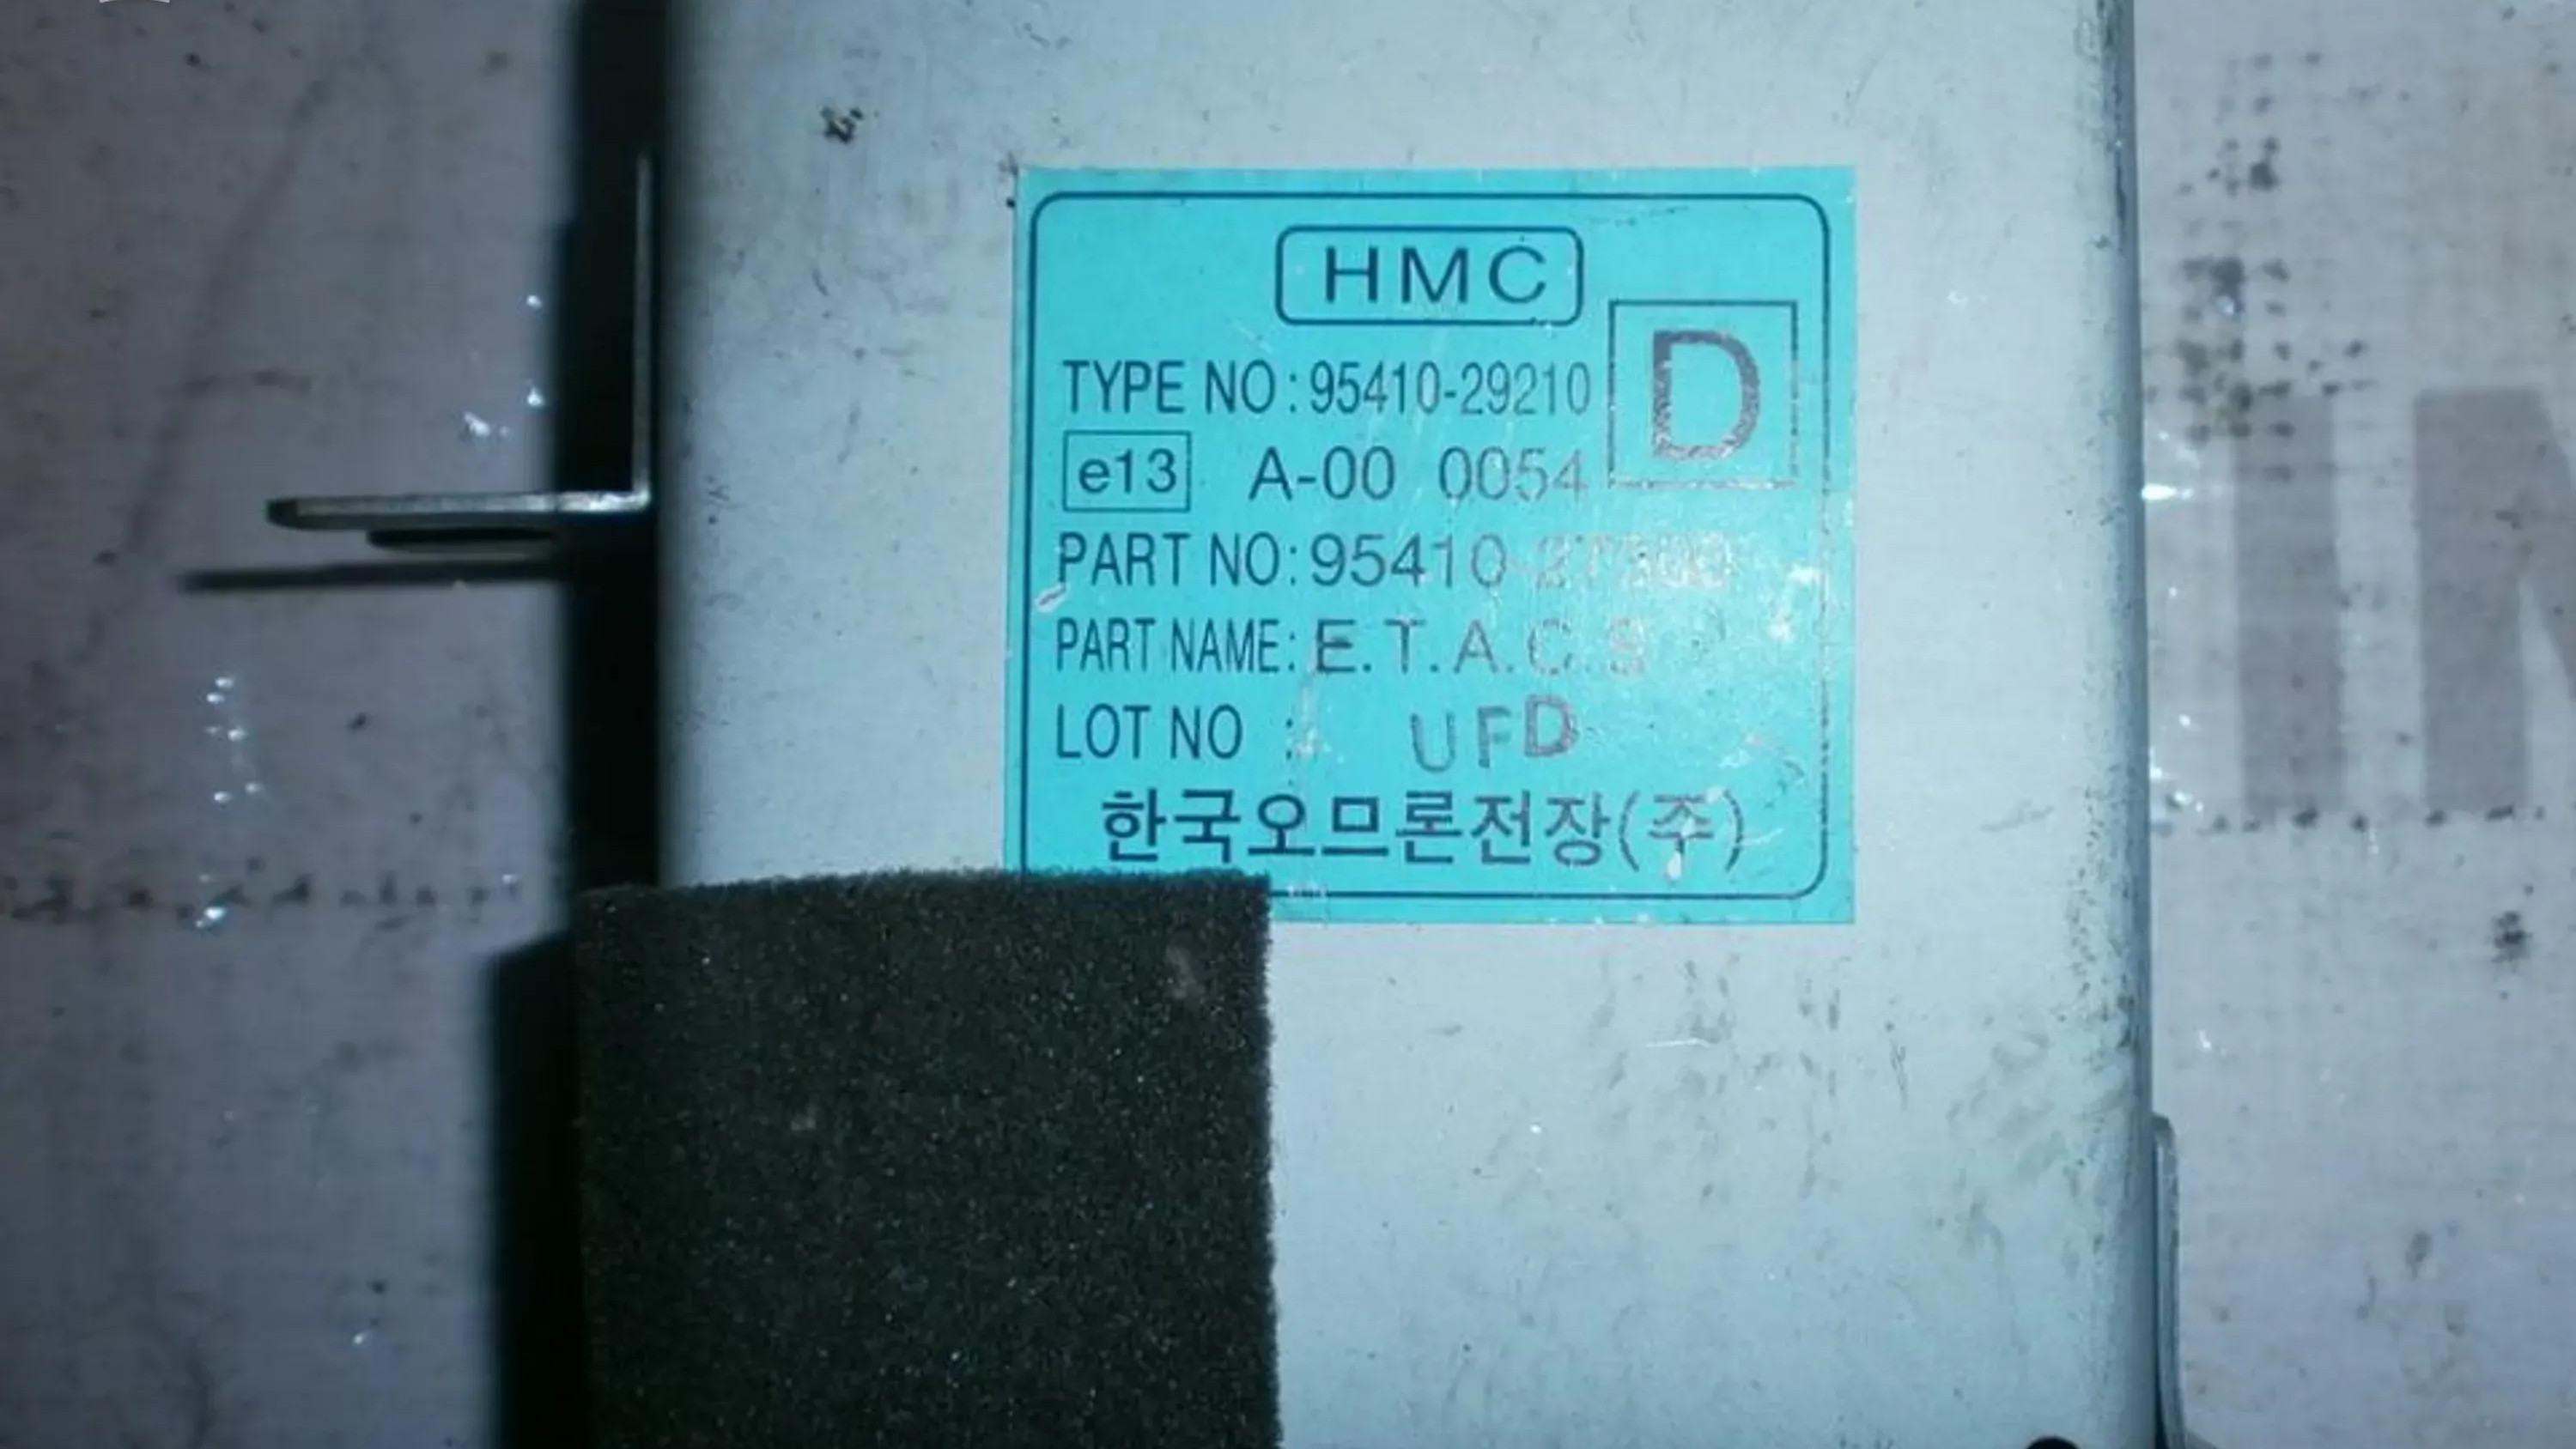 HMC
TYPE NO : 95410-29210
D
e13 A-00 0054
PART NO: 95410
PART NAME: E.T.A.C.S
LOT NO : UFD
한국오므론전장(주)
IN